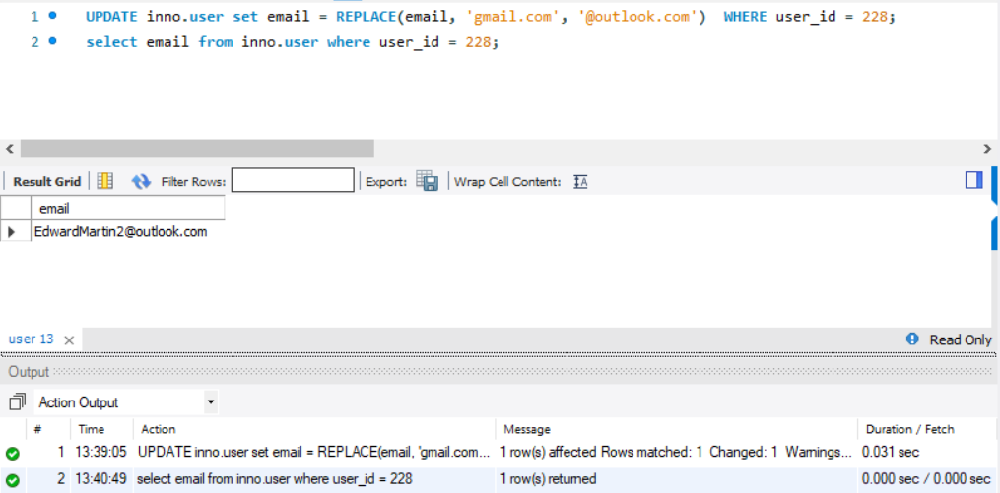 1 UPDATE inno.user set email = REPLACE(email, 'gmail.com', '@outlook.com') WHERE user_id = 228;
2 select email from inno.user where user_id = 228;
Result Grid Filter Rows: Export: Wrap Cell Content: IA
email
EdwardMartin2@outlook.com
user 13 Read Only
Output
Action Output
# Time Action Message Duration / Fetch
1 13:39:05 UPDATE inno.user set email = REPLACE(email, 'gmail.com... 1 row(s) affected Rows matched: 1 Changed: 1 Warnings... 0.031 sec
2 13:40:49 select email from inno.user where user_id = 228 1 row(s) returned 0.000 sec / 0.000 sec